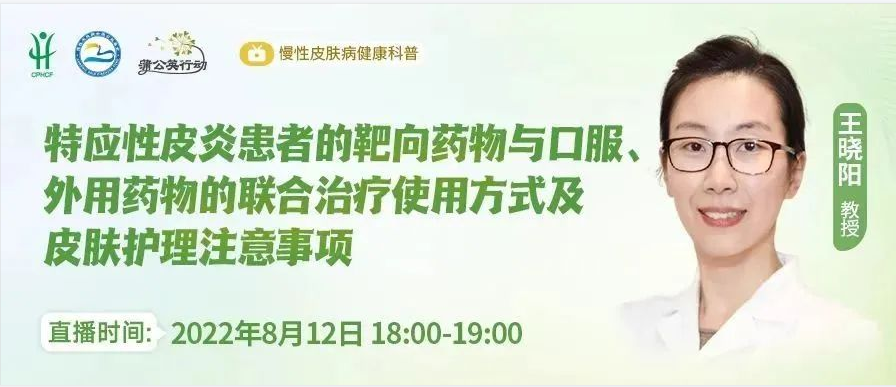 CPHCF
蒲公英行动
慢性皮肤病健康科普
特应性皮炎患者的靶向药物与口服、
外用药物的联合治疗使用方式及
皮肤护理注意事项
王晓阳 教授
直播时间: 2022年8月12日 18:00-19:00